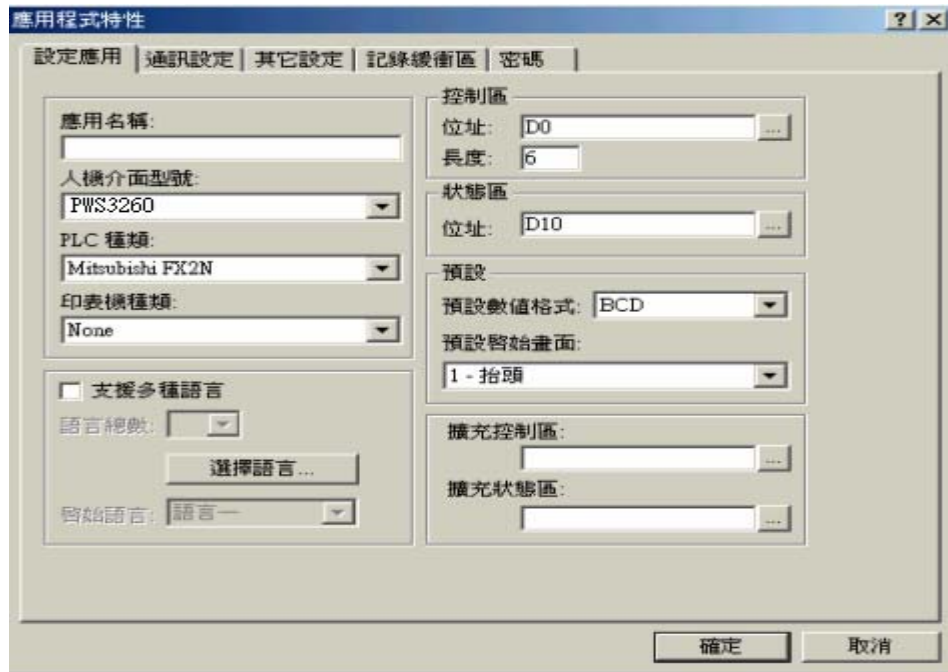 應用程式特性
設定應用
通訊設定
其它設定
記錄緩衝區
密碼
應用名稱:
人機介面型號:
PWS3260
PLC 種類:
Mitsubishi FX2N
印表機種類:
None
支援多種語言
語言總數:
選擇語言...
啓始語言:
語言一
控制區
位址:
D0
...
長度:
6
狀態區
位址:
D10
...
預設
預設數值格式:
BCD
預設啓始畫面:
1 - 抬頭
擴充控制區:
...
擴充狀態區:
...
確定
取消